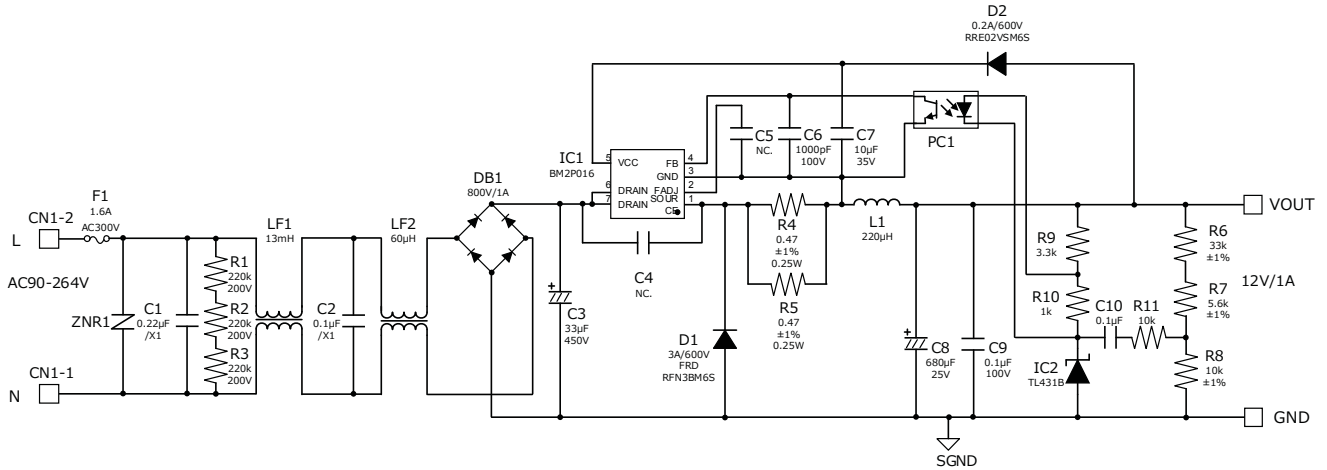 D2
0.2A/600V
RRE02VSM6S
C5
NC.
C6
1000pF
100V
C7
10µF
35V
PC1
IC1
BM2P016
5
VCC
6
DRAIN
7
DRAIN
FB
4
GND
3
FADJ
2
SOUR
CE
1
DB1
800V/1A
F1
1.6A
AC300V
CN1-2
L
AC90-264V
CN1-1
N
ZNR1
C1
0.22µF
/X1
R1
220k
200V
R2
220k
200V
R3
220k
200V
LF1
13mH
C2
0.1µF
/X1
LF2
60µH
C3
33µF
450V
C4
NC.
R4
0.47
±1%
0.25W
R5
0.47
±1%
0.25W
L1
220µH
D1
3A/600V
FRD
RFN3BM6S
C8
680µF
25V
C9
0.1µF
100V
R9
3.3k
R10
1k
C10
0.1µF
R11
10k
IC2
TL431B
R6
33k
±1%
R7
5.6k
±1%
R8
10k
±1%
VOUT
12V/1A
GND
SGND